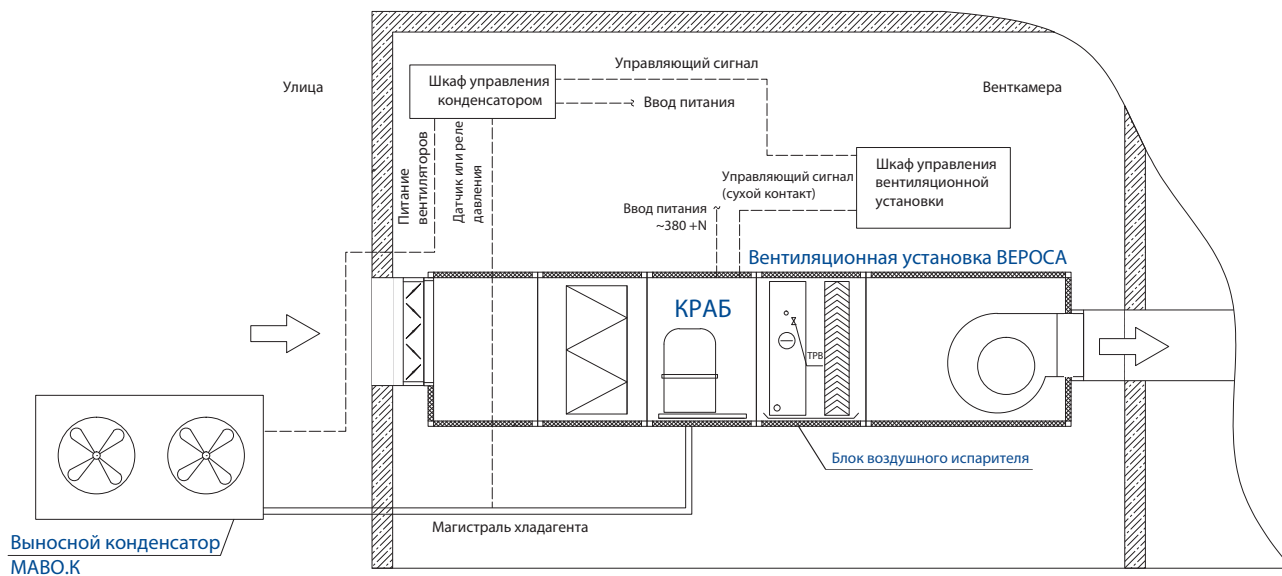 Улица
Шкаф управления
конденсатором
Управляющий сигнал
Ввод питания
Венткамера
Питание
вентиляторов
Датчик или реле
давления
Управляющий сигнал
(сухой контакт)
Шкаф управления
вентиляционной
установки
Ввод питания
~380 +N
Вентиляционная установка ВЕРОСА
КРАБ
ТРВ
Блок воздушного испарителя
Магистраль хладагента
Выносной конденсатор
МАВО.К